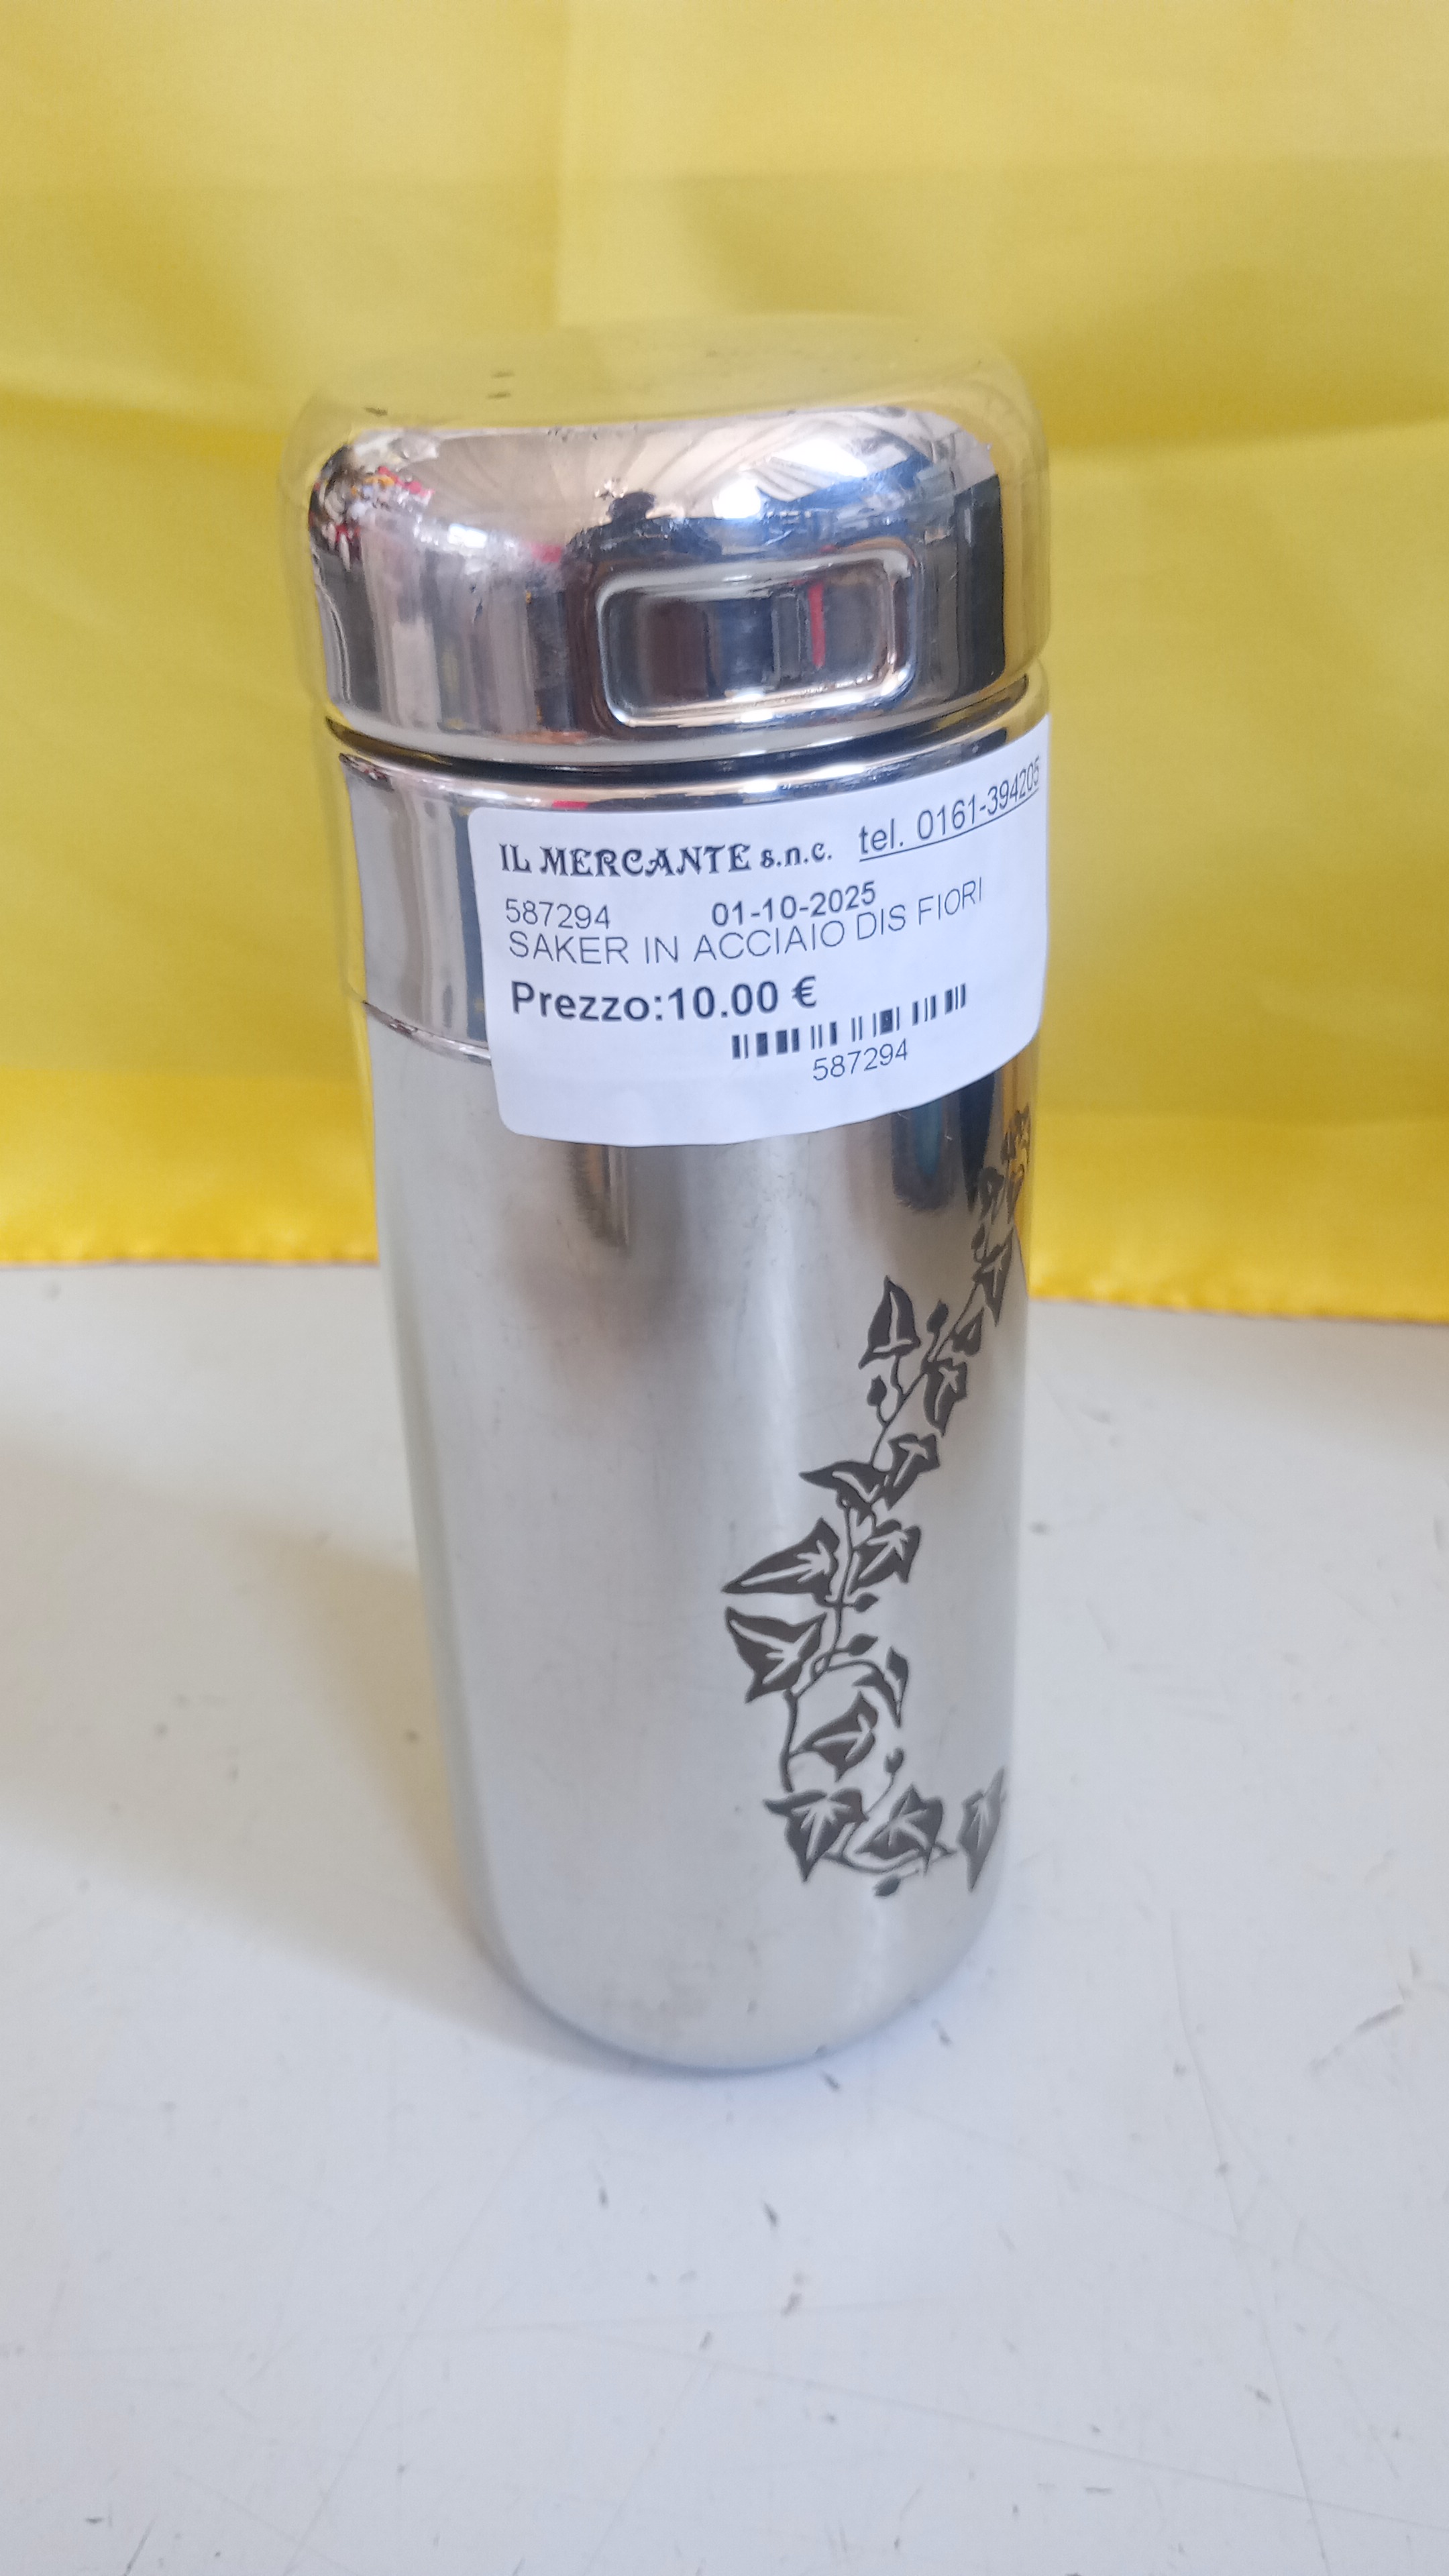 IL MERCANTE s.n.c. tel. 0161-394205
587294 01-10-2025
SAKER IN ACCIAIO DIS FIORI
Prezzo:10.00 €
587294